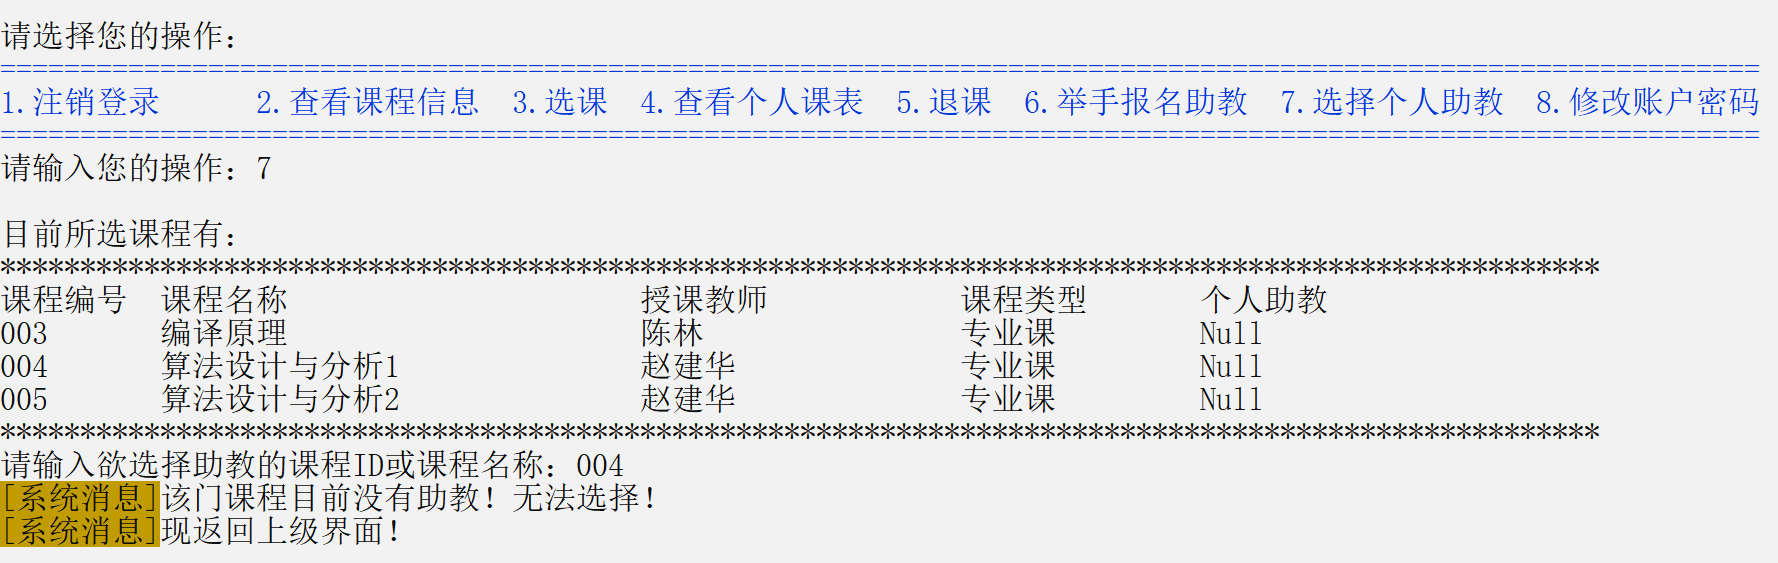 请选择您的操作：
==============================================================================================================
1.注销登录      2.查看课程信息  3.选课  4.查看个人课表  5.退课  6.举手报名助教  7.选择个人助教  8.修改账户密码
==============================================================================================================
请输入您的操作：7
目前所选课程有：
****************************************************************************************************
课程编号  课程名称                      授课教师            课程类型       个人助教
003       编译原理                      陈林                专业课         Null
004       算法设计与分析1               赵建华              专业课         Null
005       算法设计与分析2               赵建华              专业课         Null
****************************************************************************************************
请输入欲选择助教的课程ID或课程名称：004
[系统消息]该门课程目前没有助教！无法选择！
[系统消息]现返回上级界面！